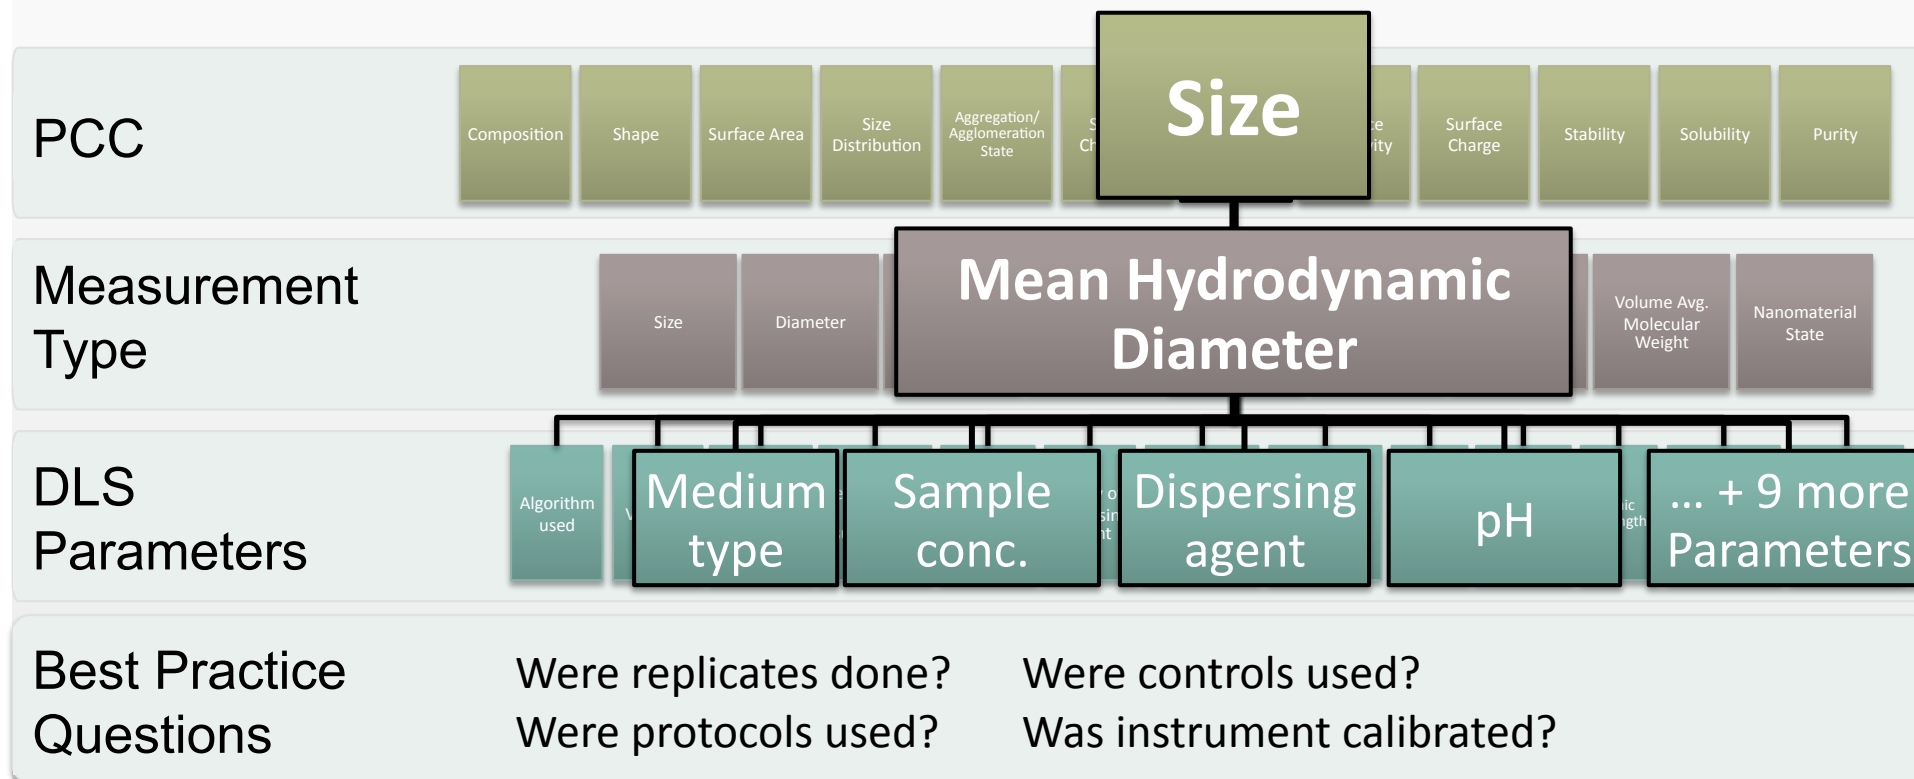 PCC
Composition
Shape
Surface Area
Size
Distribution
Aggregation/
Agglomeration
State
Size
Surface
Charge
Stability
Solubility
Purity
Measurement
Type
Size
Diameter
Mean Hydrodynamic
Diameter
Volume Avg.
Molecular
Weight
Nanomaterial
State
DLS
Parameters
Algorithm
used
Medium
type
Sample
conc.
Dispersing
agent
pH
... + 9 more
Parameters
Best Practice
Questions
Were replicates done?
Were controls used?
Were protocols used?
Was instrument calibrated?